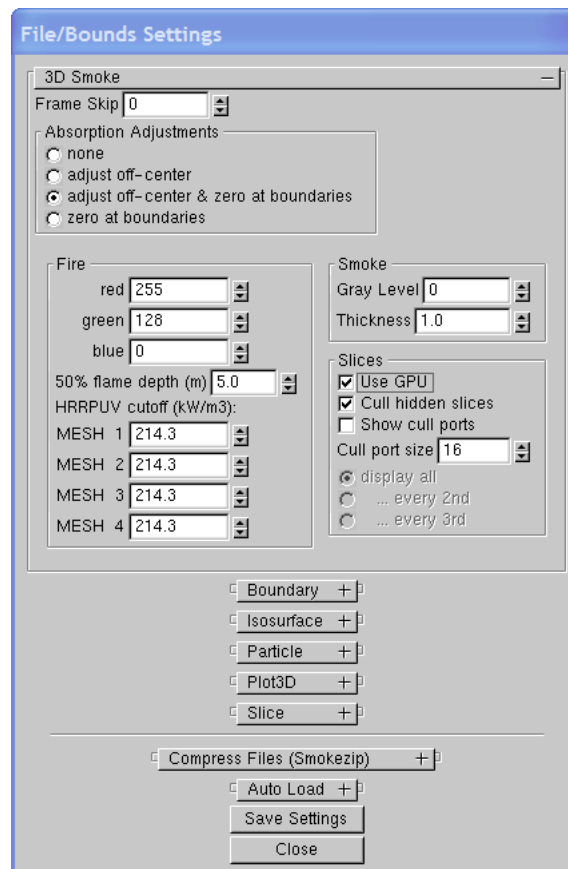 File/Bounds Settings
3D Smoke
Frame Skip 0
Absorption Adjustments
none
adjust off-center
adjust off-center & zero at boundaries
zero at boundaries
Fire
red 255
green 128
blue 0
50% flame depth (m) 5.0
HRRPUV cutoff (kW/m3):
MESH 1 214.3
MESH 2 214.3
MESH 3 214.3
MESH 4 214.3
Smoke
Gray Level 0
Thickness 1.0
Slices
Use GPU
Cull hidden slices
Show cull ports
Cull port size 16
display all
... every 2nd
... every 3rd
Boundary +
Isosurface +
Particle +
Plot3D +
Slice +
Compress Files (Smokezip) +
Auto Load +
Save Settings
Close